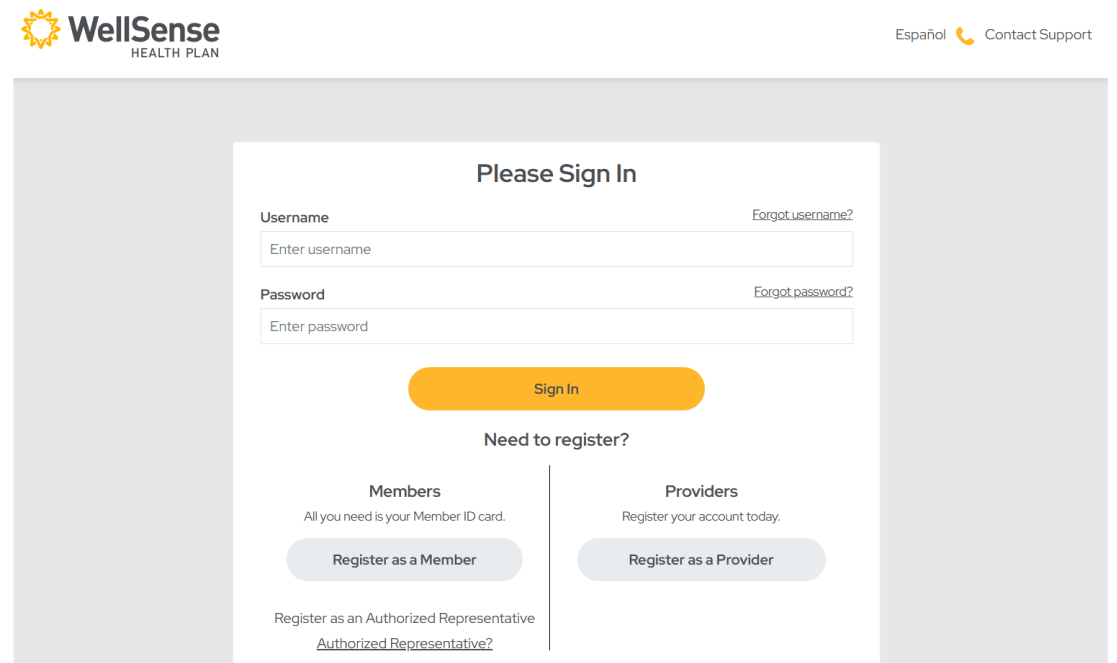 WellSense
HEALTH PLAN
Español Contact Support
Please Sign In
Username Forgot username?
Enter username
Password Forgot password?
Enter password
Sign In
Need to register?
Members
All you need is your Member ID card.
Register as a Member
Register as an Authorized Representative
Authorized Representative?
Providers
Register your account today.
Register as a Provider